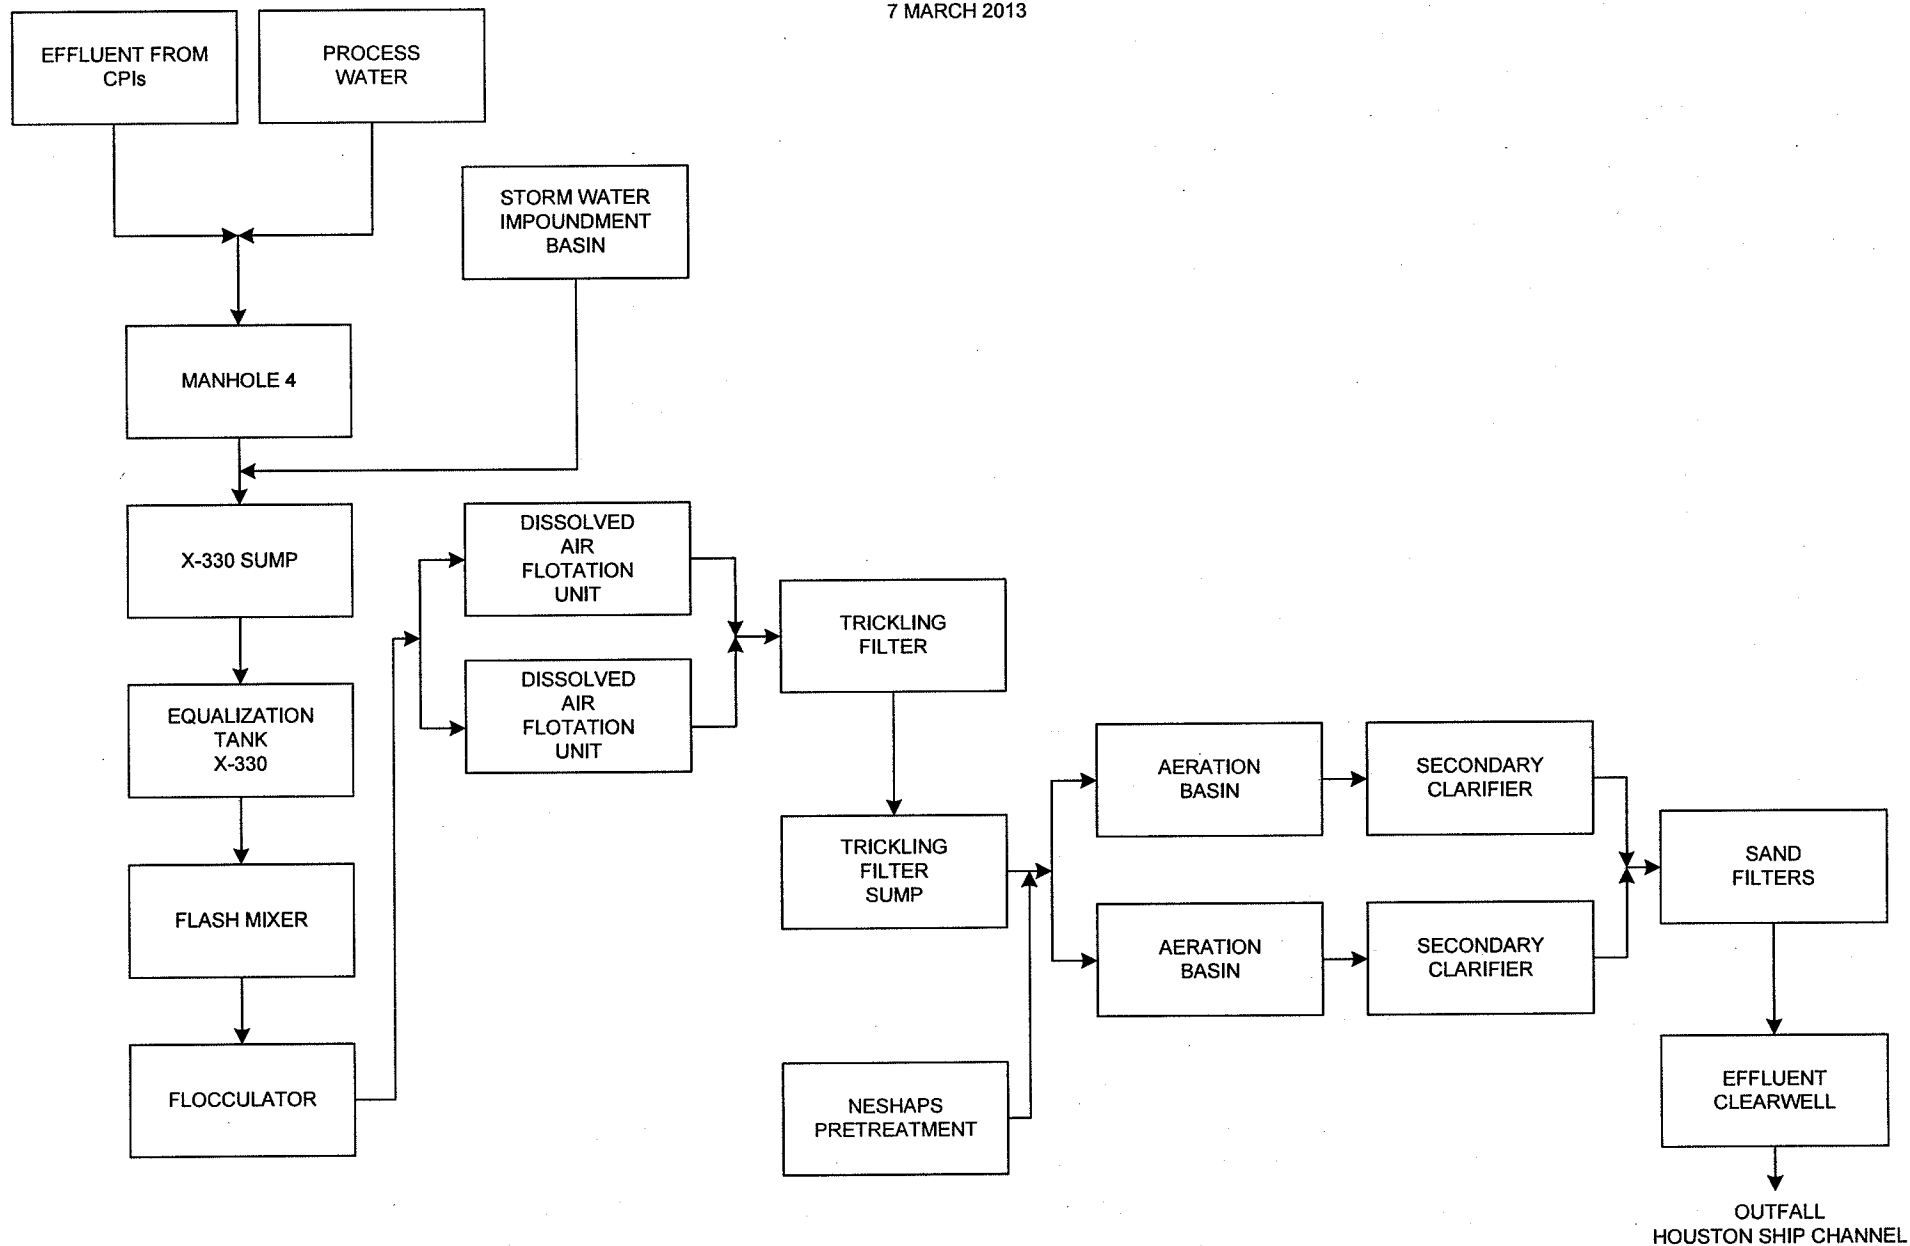 7 MARCH 2013
EFFLUENT FROM
CPIs
PROCESS
WATER
STORM WATER
IMPOUNDMENT
BASIN
MANHOLE 4
X-330 SUMP
EQUALIZATION
TANK
X-330
FLASH MIXER
FLOCCULATOR
DISSOLVED
AIR
FLOTATION
UNIT
DISSOLVED
AIR
FLOTATION
UNIT
TRICKLING
FILTER
TRICKLING
FILTER
SUMP
NESHAPS
PRETREATMENT
AERATION
BASIN
SECONDARY
CLARIFIER
AERATION
BASIN
SECONDARY
CLARIFIER
SAND
FILTERS
EFFLUENT
CLEARWELL
OUTFALL
HOUSTON SHIP CHANNEL